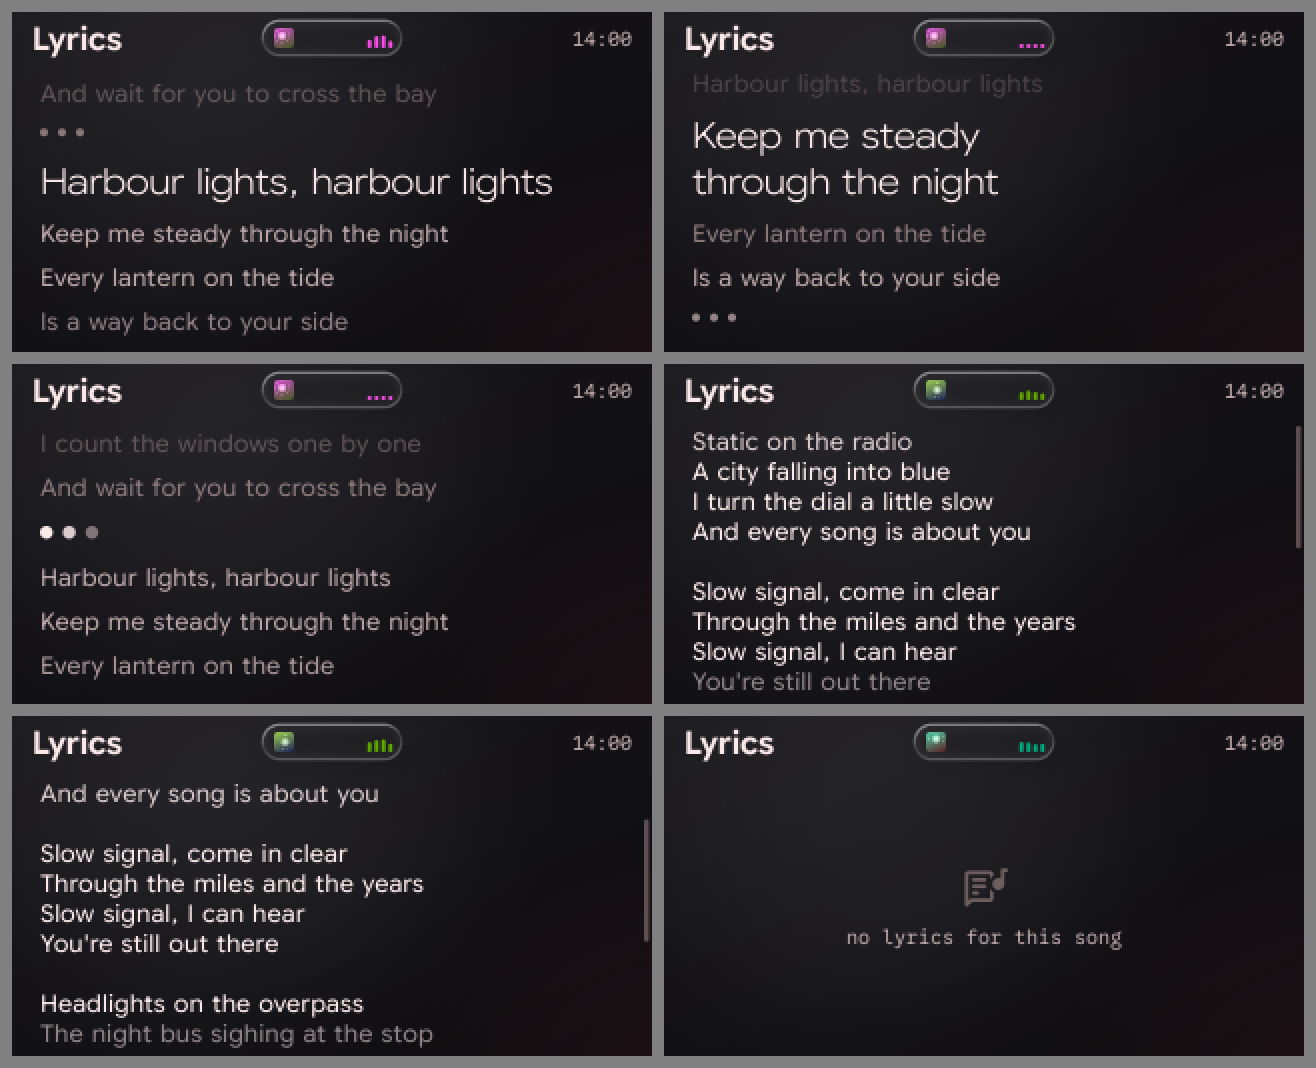 Lyrics
14:00
And wait for you to cross the bay
Harbour lights, harbour lights
Keep me steady through the night
Every lantern on the tide
Is a way back to your side
Lyrics
14:00
Harbour lights, harbour lights
Keep me steady
through the night
Every lantern on the tide
Is a way back to your side
Lyrics
14:00
I count the windows one by one
And wait for you to cross the bay
Harbour lights, harbour lights
Keep me steady through the night
Every lantern on the tide
Lyrics
14:00
Static on the radio
A city falling into blue
I turn the dial a little slow
And every song is about you
Slow signal, come in clear
Through the miles and the years
Slow signal, I can hear
You're still out there
Lyrics
14:00
And every song is about you
Slow signal, come in clear
Through the miles and the years
Slow signal, I can hear
You're still out there
Headlights on the overpass
The night bus sighing at the stop
Lyrics
14:00
no lyrics for this song